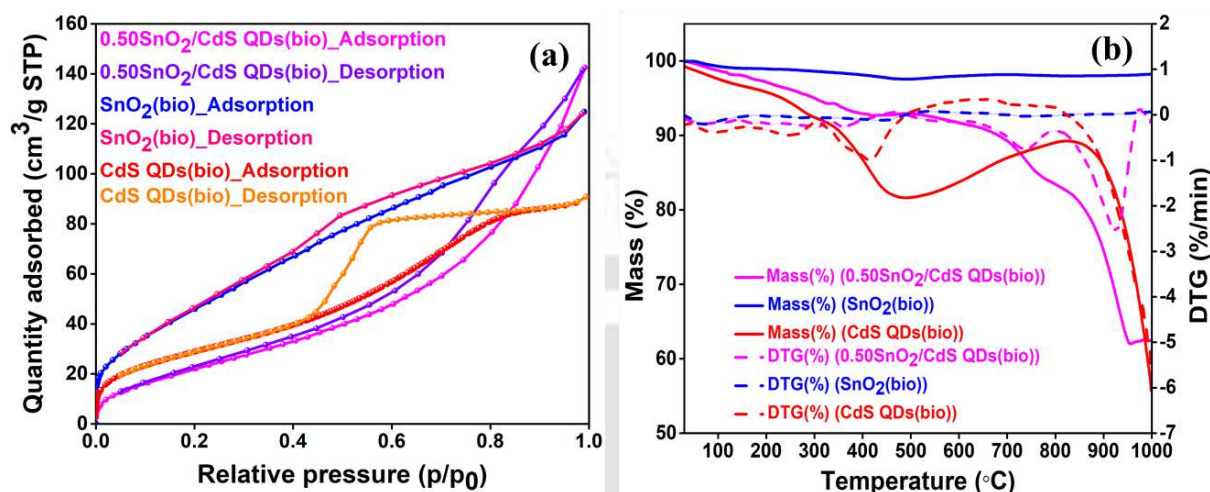 160
140
120
100
80
60
40
20
0
Quantity adsorbed (cm³/g STP)
0.50SnO₂/CdS QDs(bio)_Adsorption
0.50SnO₂/CdS QDs(bio)_Desorption
SnO₂(bio)_Adsorption
SnO₂(bio)_Desorption
CdS QDs(bio)_Adsorption
CdS QDs(bio)_Desorption
(a)
0.0 0.2 0.4 0.6 0.8 1.0
Relative pressure (p/p₀)
(b)
100
90
80
70
60
50
Mass (%)
Mass(%) (0.50SnO₂/CdS QDs(bio))
Mass(%) (SnO₂(bio))
Mass(%) (CdS QDs(bio))
DTG(%) (0.50SnO₂/CdS QDs(bio))
DTG(%) (SnO₂(bio))
DTG(%) (CdS QDs(bio))
2
1
0
-1
-2
-3
-4
-5
-6
-7
DTG (%/min)
100 200 300 400 500 600 700 800 900 1000
Temperature (◦C)